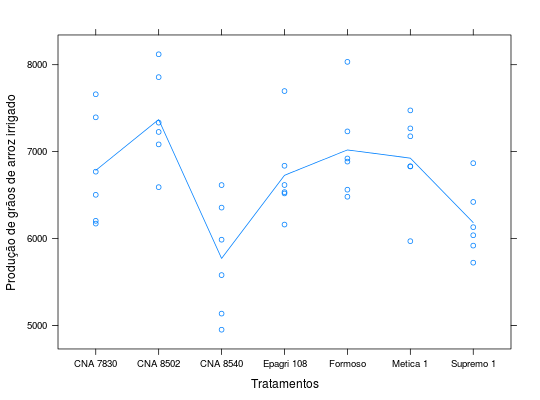 Produção de grãos de arroz irrigado
8000
7000
6000
5000
CNA 7830 CNA 8502 CNA 8540 Epagri 108 Formoso Metica 1 Supremo 1
Tratamentos